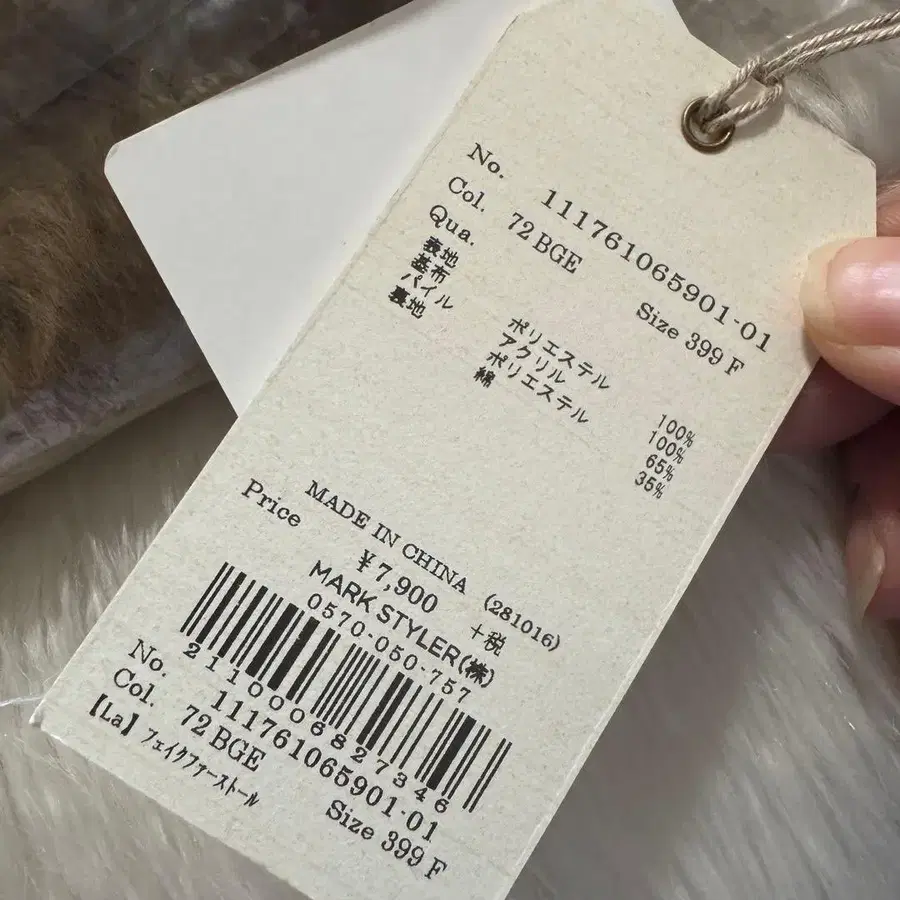 No. 111761065901-01
Col. 72 BGE Size 399 F
Qua.
表地
基布 ポリエステル 100%
パイル アクリル 100%
裏地 ポリエステル 65%
綿 35%
MADE IN CHINA (281016)
Price ¥7,900 +税
MARK STYLER(株)
0570-050-757
2110006827346
No. 111761065901-01
Col. 72 BGE Size 399 F
【La】フェイクファーストール